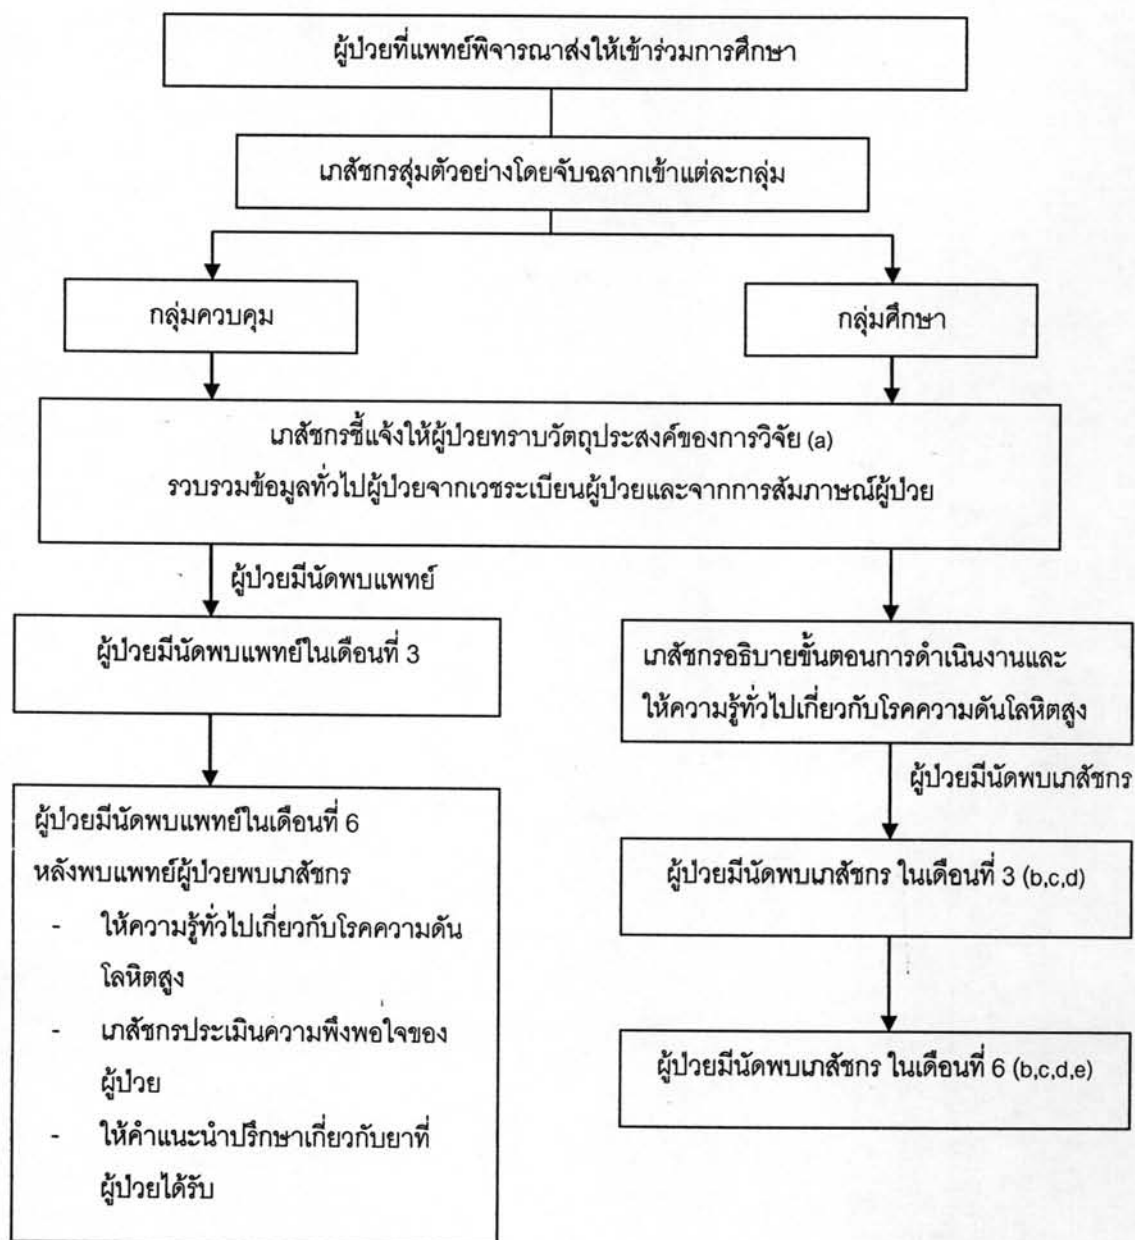 ผู้ป่วยที่แพทย์พิจารณาส่งให้เข้าร่วมการศึกษา
เภสัชกรสุ่มตัวอย่างโดยจับฉลากเข้าแต่ละกลุ่ม
กลุ่มควบคุม
กลุ่มศึกษา
เภสัชกรชี้แจ้งให้ผู้ป่วยทราบวัตถุประสงค์ของการวิจัย (a)
รวบรวมข้อมูลทั่วไปผู้ป่วยจากเวชระเบียนผู้ป่วยและจากการสัมภาษณ์ผู้ป่วย
ผู้ป่วยมีนัดพบแพทย์
ผู้ป่วยมีนัดพบแพทย์ในเดือนที่ 3
ผู้ป่วยมีนัดพบแพทย์ในเดือนที่ 6
หลังพบแพทย์ผู้ป่วยพบเภสัชกร
- ให้ความรู้ทั่วไปเกี่ยวกับโรคความดัน
โลหิตสูง
- เภสัชกรประเมินความพึงพอใจของ
ผู้ป่วย
- ให้คำแนะนำปรึกษาเกี่ยวกับยาที่
ผู้ป่วยได้รับ
เภสัชกรอธิบายขั้นตอนการดำเนินงานและ
ให้ความรู้ทั่วไปเกี่ยวกับโรคความดันโลหิตสูง
ผู้ป่วยมีนัดพบเภสัชกร
ผู้ป่วยมีนัดพบเภสัชกร ในเดือนที่ 3 (b,c,d)
ผู้ป่วยมีนัดพบเภสัชกร ในเดือนที่ 6 (b,c,d,e)